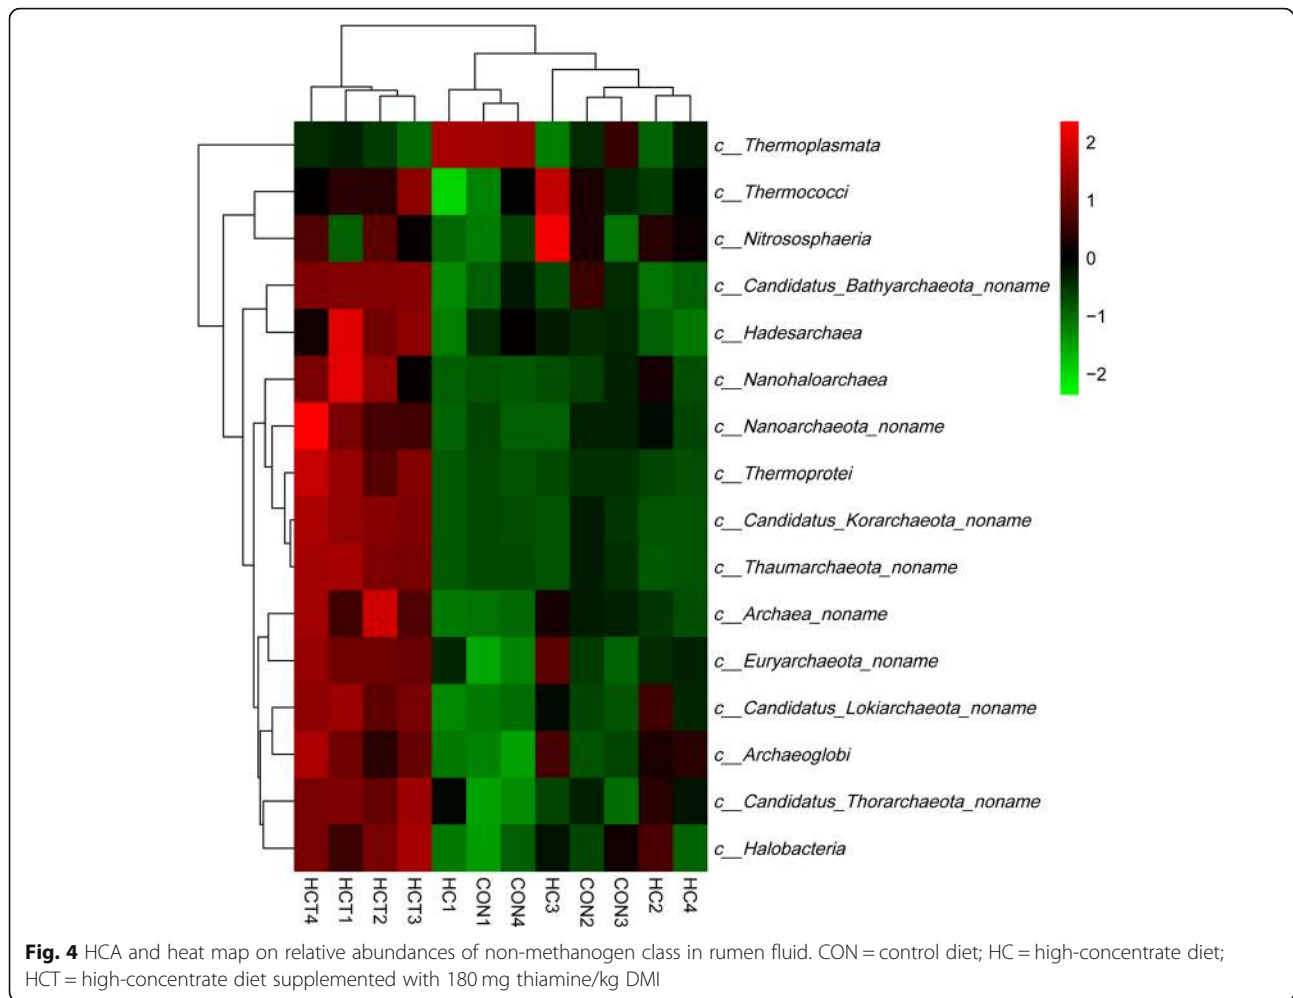 c__Thermoplasmata
c__Thermococci
c__Nitrososphaeria
c__Candidatus_Bathyarchaeota_noname
c__Hadesarchaea
c__Nanohaloarchaea
c__Nanoarchaeota_noname
c__Thermoprotei
c__Candidatus_Korarchaeota_noname
c__Thaumarchaeota_noname
c__Archaea_noname
c__Euryarchaeota_noname
c__Candidatus_Lokiarchaeota_noname
c__Archaeoglobi
c__Candidatus_Thorarchaeota_noname
c__Halobacteria
2
1
0
−1
−2
HCT4 HCT1 HCT2 HCT3 HC1 CON1 CON4 HC3 CON2 CON3 HC2 HC4
Fig. 4 HCA and heat map on relative abundances of non-methanogen class in rumen fluid. CON = control diet; HC = high-concentrate diet;
HCT = high-concentrate diet supplemented with 180 mg thiamine/kg DMI